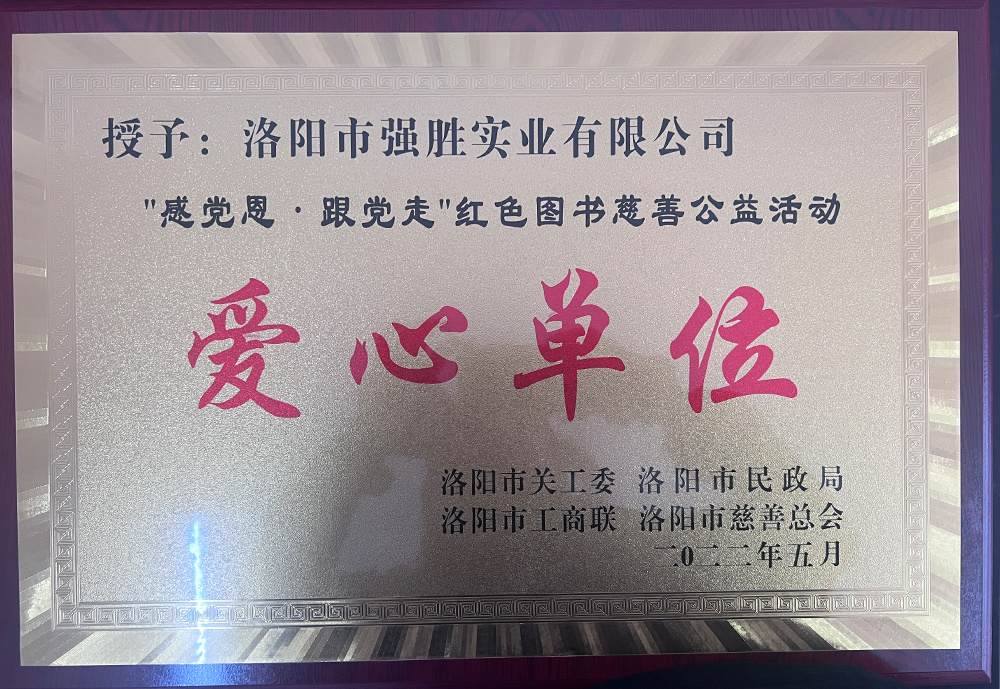 授予：洛阳市强胜实业有限公司
"感党恩·跟党走"红色图书慈善公益活动
爱心单位
洛阳市关工委 洛阳市民政局
洛阳市工商联 洛阳市慈善总会
二0二二年五月